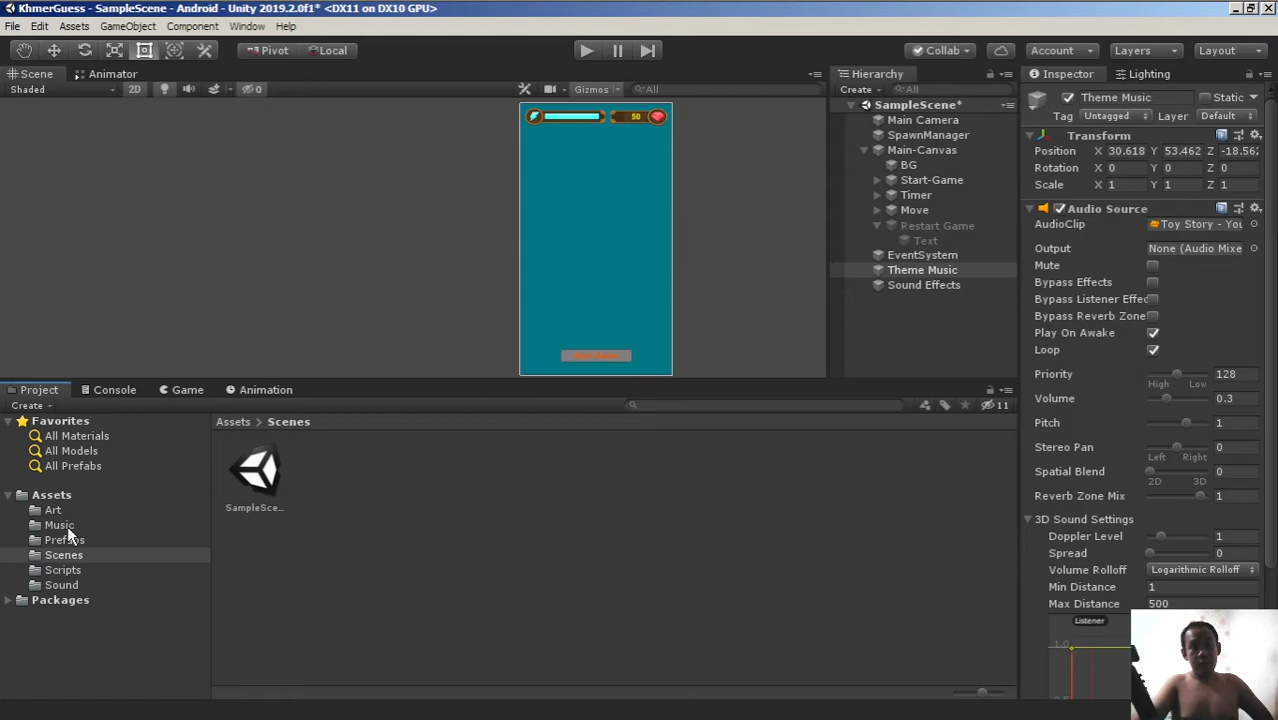 KhmerGuess - SampleScene - Android - Unity 2019.2.0f1* <DX11 on DX10 GPU>
File Edit Assets GameObject Component Window Help
Pivot Local Collab Account Layers Layout
Scene Animator
Shaded 2D 0 Gizmos All
50
Hierarchy
Create All
SampleScene*
Main Camera
SpawnManager
Main-Canvas
BG
Start-Game
Timer
Move
Restart Game
Text
EventSystem
Theme Music
Sound Effects
Inspector Lighting
Theme Music Static
Tag Untagged Layer Default
Transform
Position X 30.618 Y 53.462 Z -18.562
Rotation X 0 Y 0 Z 0
Scale X 1 Y 1 Z 1
Audio Source
AudioClip Toy Story - You
Output None (Audio Mixe
Mute
Bypass Effects
Bypass Listener Effec
Bypass Reverb Zone
Play On Awake
Loop
Priority 128
High Low
Volume 0.3
Pitch 1
Stereo Pan 0
Left Right
Spatial Blend 0
2D 3D
Reverb Zone Mix 1
3D Sound Settings
Doppler Level 1
Spread 0
Volume Rolloff Logarithmic Rolloff
Min Distance 1
Max Distance 500
Listener
1.0
Project Console Game Animation
Create 11
Favorites
All Materials
All Models
All Prefabs
Assets
Art
Music
Prefabs
Scenes
Scripts
Sound
Packages
Assets > Scenes
SampleSce...